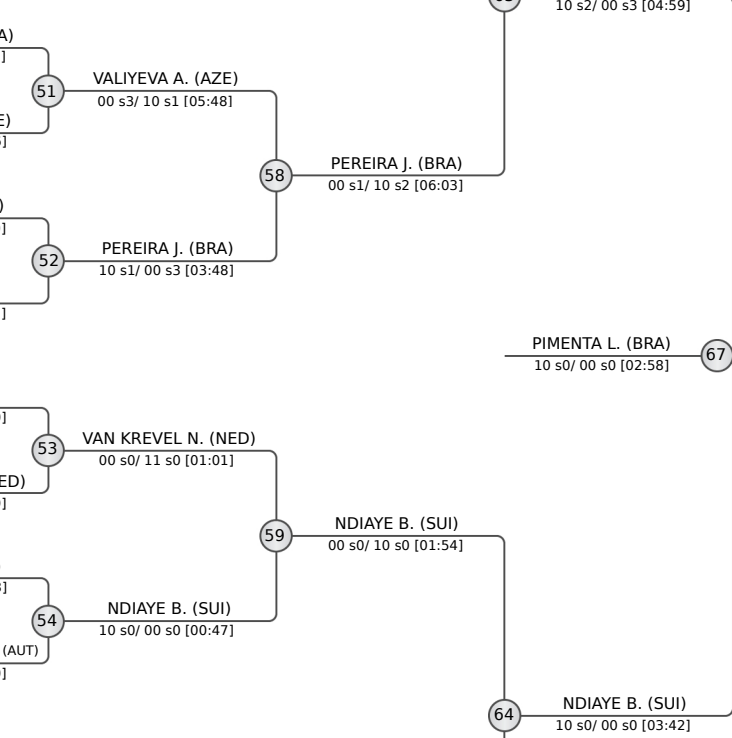 10 s2/ 00 s3 [04:59]
A)
]
51
VALIYEVA A. (AZE)
00 s3/ 10 s1 [05:48]
E)
]
PEREIRA J. (BRA)
58
00 s1/ 10 s2 [06:03]
)
]
52
PEREIRA J. (BRA)
10 s1/ 00 s3 [03:48]
]
PIMENTA L. (BRA)
67
10 s0/ 00 s0 [02:58]
]
53
VAN KREVEL N. (NED)
00 s0/ 11 s0 [01:01]
ED)
]
59
NDIAYE B. (SUI)
00 s0/ 10 s0 [01:54]
]
54
NDIAYE B. (SUI)
10 s0/ 00 s0 [00:47]
(AUT)
]
64
NDIAYE B. (SUI)
10 s0/ 00 s0 [03:42]